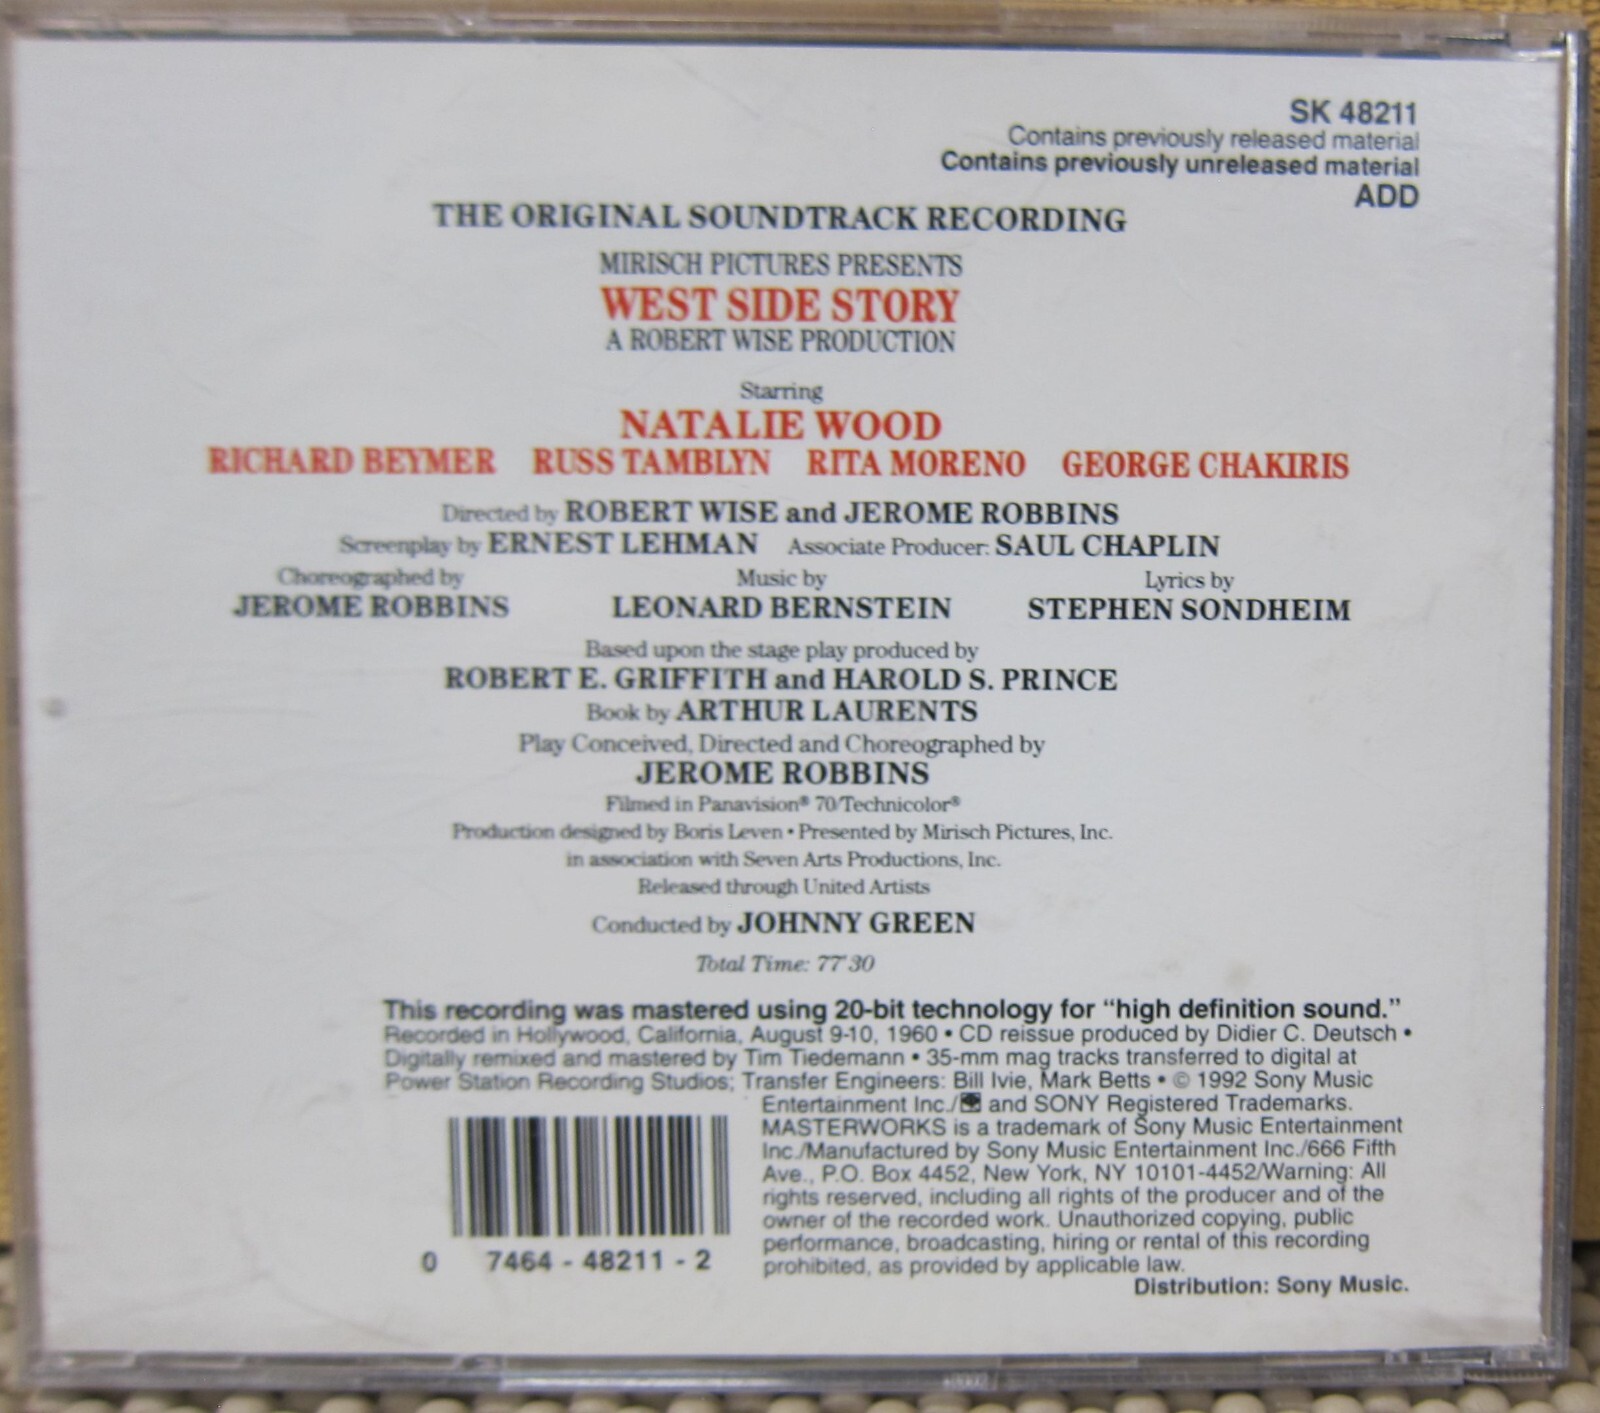 SK 48211
Contains previously released material
Contains previously unreleased material
ADD
THE ORIGINAL SOUNDTRACK RECORDING
MIRISCH PICTURES PRESENTS
WEST SIDE STORY
A ROBERT WISE PRODUCTION
Starring
NATALIE WOOD
RICHARD BEYMER RUSS TAMBLYN RITA MORENO GEORGE CHAKIRIS
Directed by ROBERT WISE and JEROME ROBBINS
Screenplay by ERNEST LEHMAN Associate Producer: SAUL CHAPLIN
Choreographed by Music by Lyrics by
JEROME ROBBINS LEONARD BERNSTEIN STEPHEN SONDHEIM
Based upon the stage play produced by
ROBERT E. GRIFFITH and HAROLD S. PRINCE
Book by ARTHUR LAURENTS
Play Conceived, Directed and Choreographed by
JEROME ROBBINS
Filmed in Panavision® 70/Technicolor®
Production designed by Boris Leven • Presented by Mirisch Pictures, Inc.
in association with Seven Arts Productions, Inc.
Released through United Artists
Conducted by JOHNNY GREEN
Total Time: 77'30
This recording was mastered using 20-bit technology for “high definition sound.”
Recorded in Hollywood, California, August 9-10, 1960 • CD reissue produced by Didier C. Deutsch •
Digitally remixed and mastered by Tim Tiedemann • 35-mm mag tracks transferred to digital at
Power Station Recording Studios; Transfer Engineers: Bill Ivie, Mark Betts • © 1992 Sony Music
Entertainment Inc./ and SONY Registered Trademarks.
MASTERWORKS is a trademark of Sony Music Entertainment
Inc./Manufactured by Sony Music Entertainment Inc./666 Fifth
Ave., P.O. Box 4452, New York, NY 10101-4452/Warning: All
rights reserved, including all rights of the producer and of the
owner of the recorded work. Unauthorized copying, public
performance, broadcasting, hiring or rental of this recording
prohibited, as provided by applicable law.
Distribution: Sony Music.
0 7464 - 48211 - 2